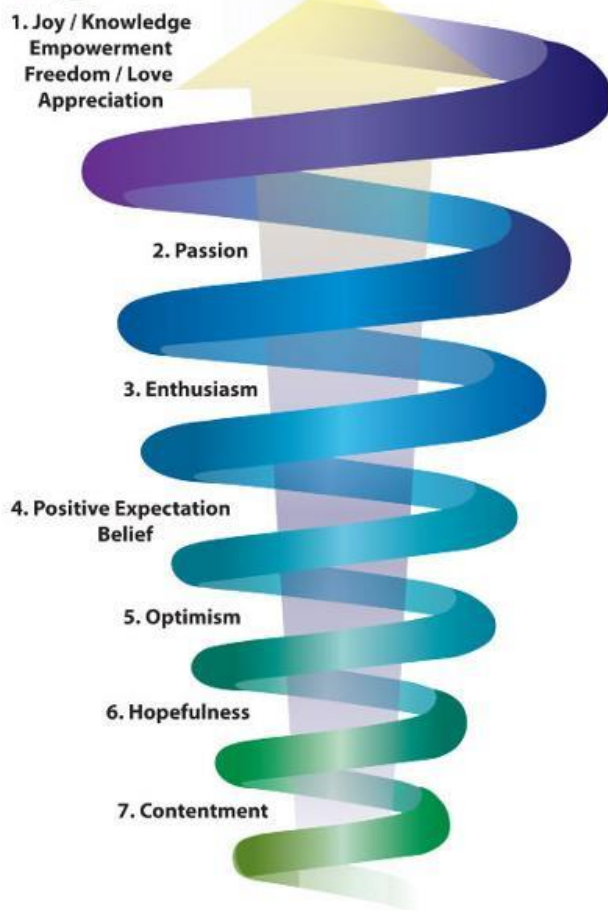 1. Joy / Knowledge
Empowerment
Freedom / Love
Appreciation
2. Passion
3. Enthusiasm
4. Positive Expectation
Belief
5. Optimism
6. Hopefulness
7. Contentment